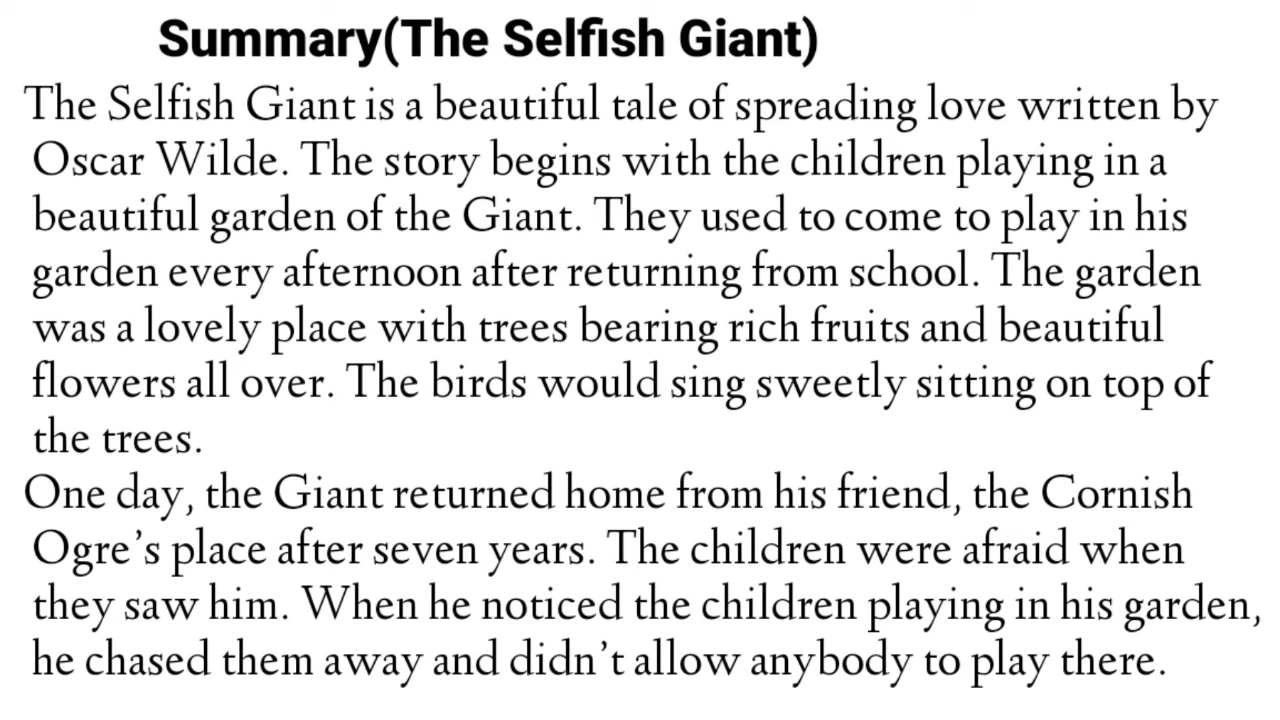 Summary(The Selfish Giant)
The Selfish Giant is a beautiful tale of spreading love written by
Oscar Wilde. The story begins with the children playing in a
beautiful garden of the Giant. They used to come to play in his
garden every afternoon after returning from school. The garden
was a lovely place with trees bearing rich fruits and beautiful
flowers all over. The birds would sing sweetly sitting on top of
the trees.
One day, the Giant returned home from his friend, the Cornish
Ogre’s place after seven years. The children were afraid when
they saw him. When he noticed the children playing in his garden,
he chased them away and didn’t allow anybody to play there.